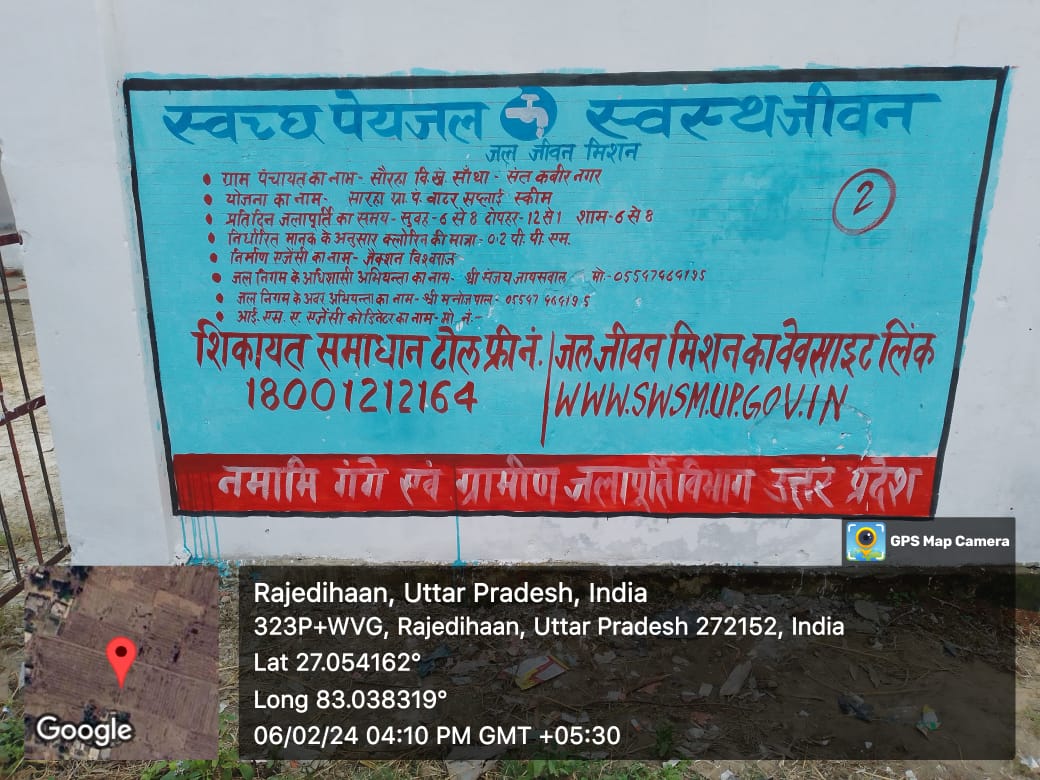 स्वच्छ पेयजल स्वस्थ जीवन
जल जीवन मिशन
• ग्राम पंचायत का नाम- सौरहा वि.खं. साँथा - संत कबीर नगर
• योजना का नाम- सारहा ग्रा. पं. वाटर सप्लाई स्कीम
• प्रतिदिन जलापूर्ति का समय- सुबह-6 से 8 दोपहर-12 से 1 शाम-6 से 8
• निर्धारित मानक के अनुसार क्लोरिन की मात्रा:- 0.2 पी. पी. एम.
• निर्माण एजेंसी का नाम- जैक्शन विश्वराज
• जल निगम के अधिशासी अभियन्ता का नाम- श्री संजय जायसवाल मो:-
• जल निगम के अवर अभियन्ता का नाम- श्री मनोज पाल-
• आई. एस. ए. एजेंसी कोर्डिनेटर का नाम- मो. नं:-
2
शिकायत समाधान टोल फ्री नं.
18001212164
जल जीवन मिशन का वेबसाइट लिंक
WWW.SWSM.UP.GOV.IN
नमामि गंगे एवं ग्रामीण जलापूर्ति विभाग उत्तर प्रदेश
GPS Map Camera
Rajedihaan, Uttar Pradesh, India
323P+WVG, Rajedihaan, Uttar Pradesh 272152, India
Lat 27.054162°
Long 83.038319°
06/02/24 04:10 PM GMT +05:30
Google